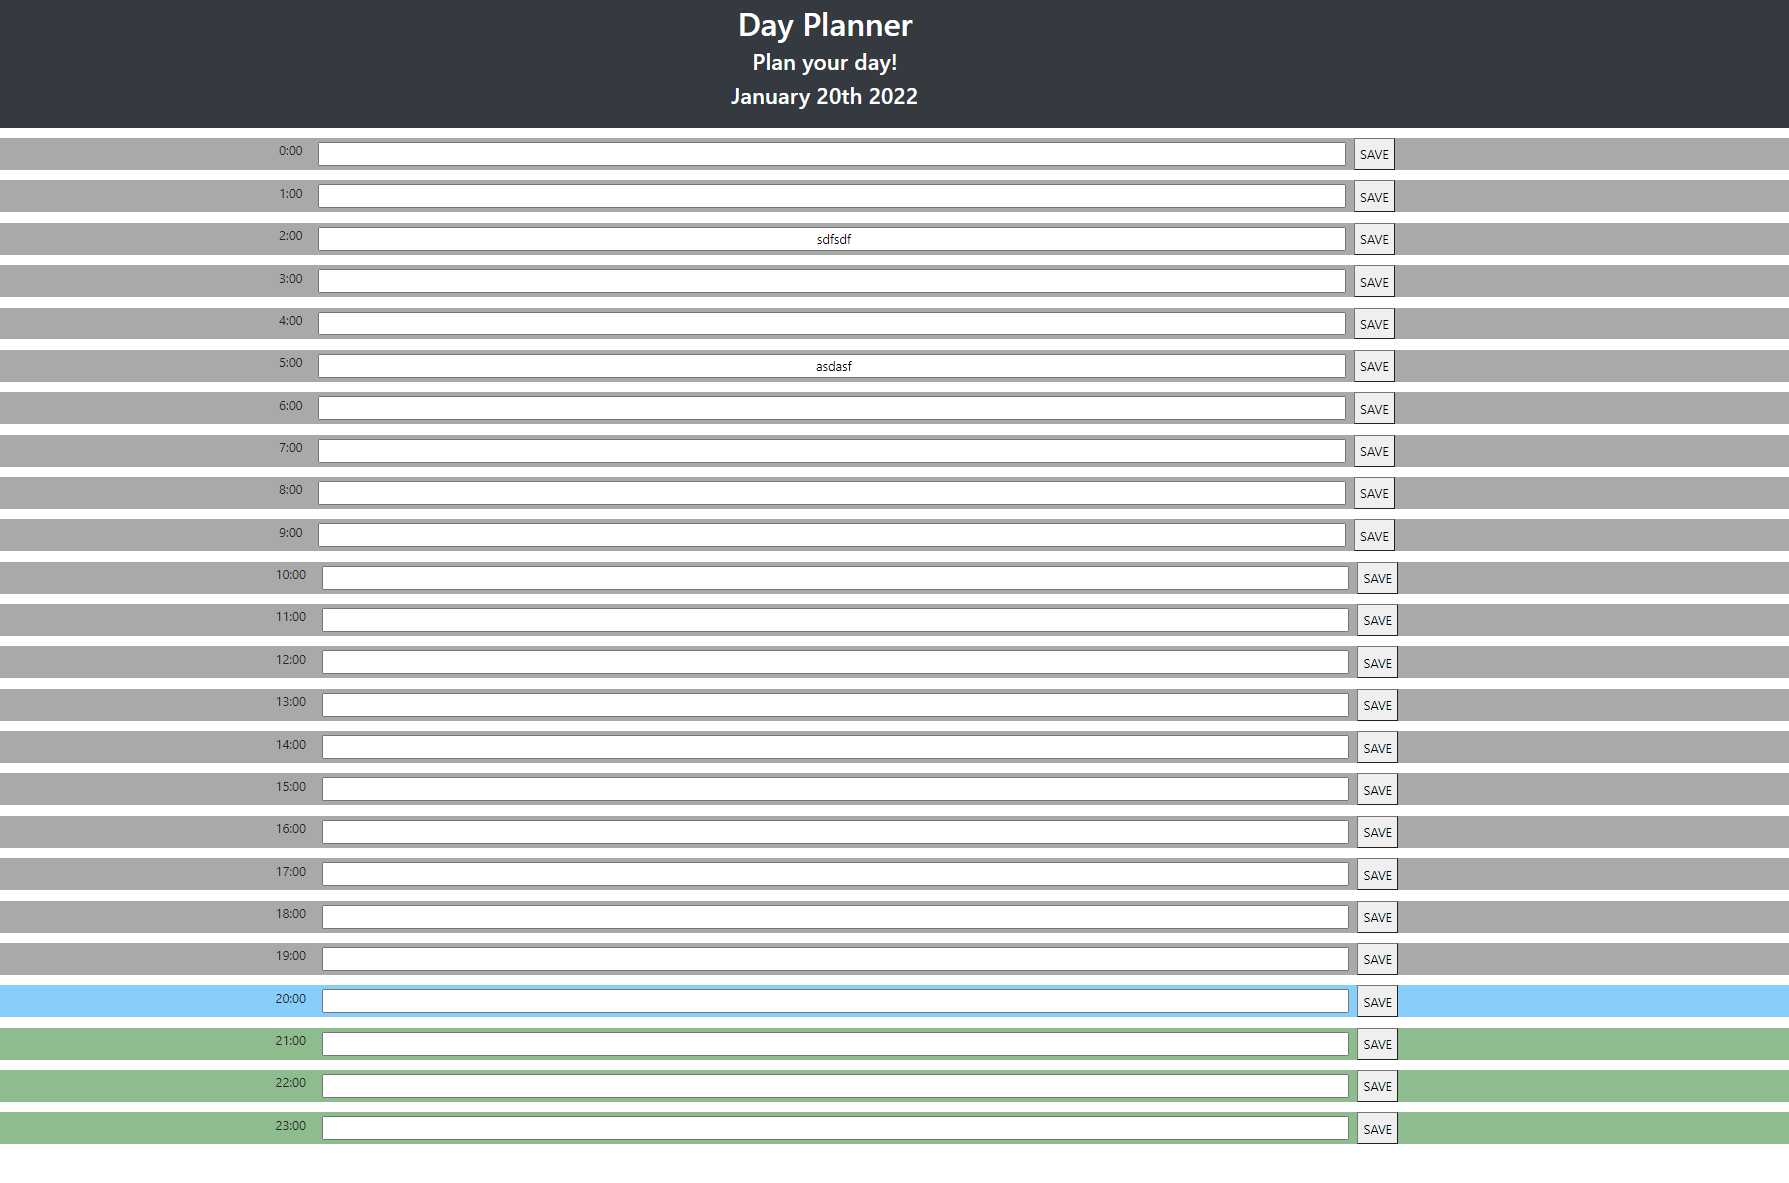 Day Planner
Plan your day!
January 20th 2022
0:00 SAVE
1:00 SAVE
2:00 sdfsdf SAVE
3:00 SAVE
4:00 SAVE
5:00 asdasf SAVE
6:00 SAVE
7:00 SAVE
8:00 SAVE
9:00 SAVE
10:00 SAVE
11:00 SAVE
12:00 SAVE
13:00 SAVE
14:00 SAVE
15:00 SAVE
16:00 SAVE
17:00 SAVE
18:00 SAVE
19:00 SAVE
20:00 SAVE
21:00 SAVE
22:00 SAVE
23:00 SAVE